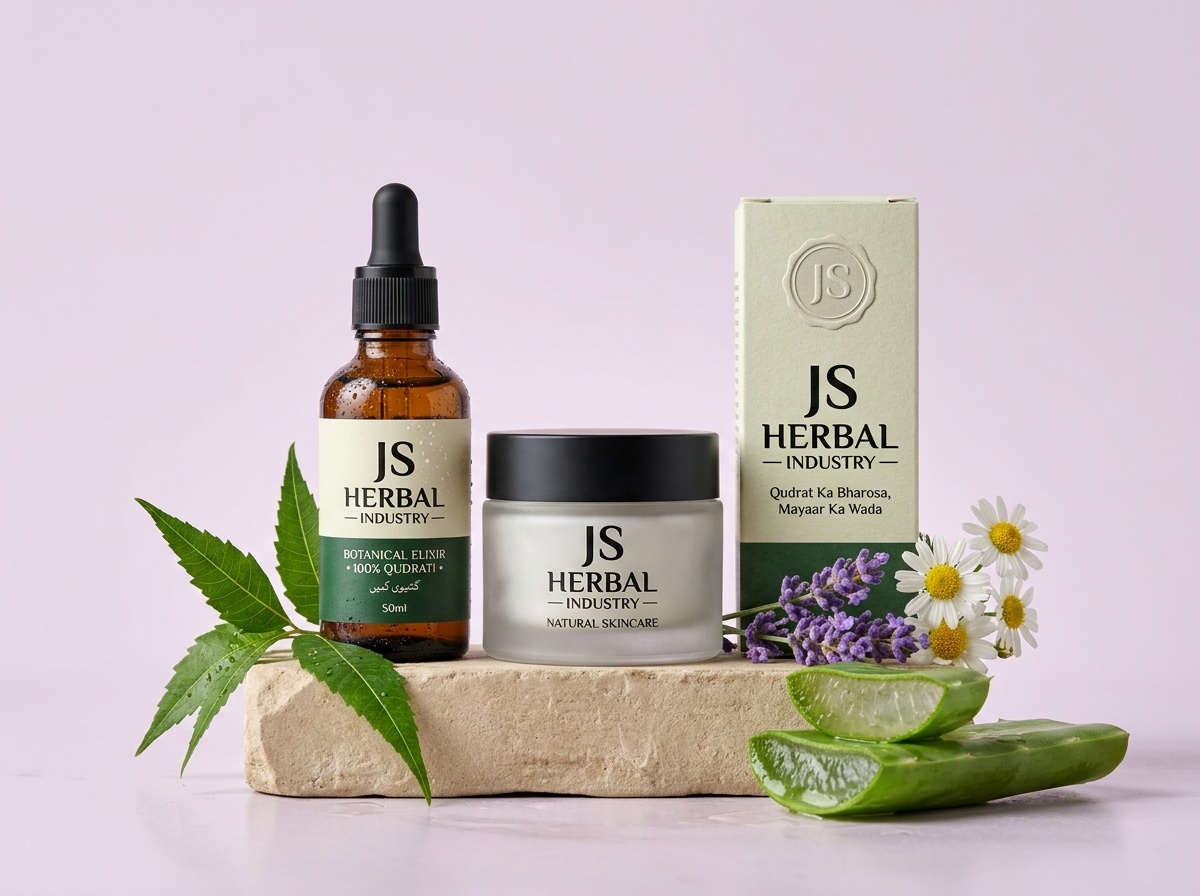 JS
HERBAL
INDUSTRY
BOTANICAL ELIXIR
• 100% QUDRATI •
50ml
JS
HERBAL
INDUSTRY
NATURAL SKINCARE
JS
JS
HERBAL
INDUSTRY
Qudrat Ka Bharosa,
Mayaar Ka Wada